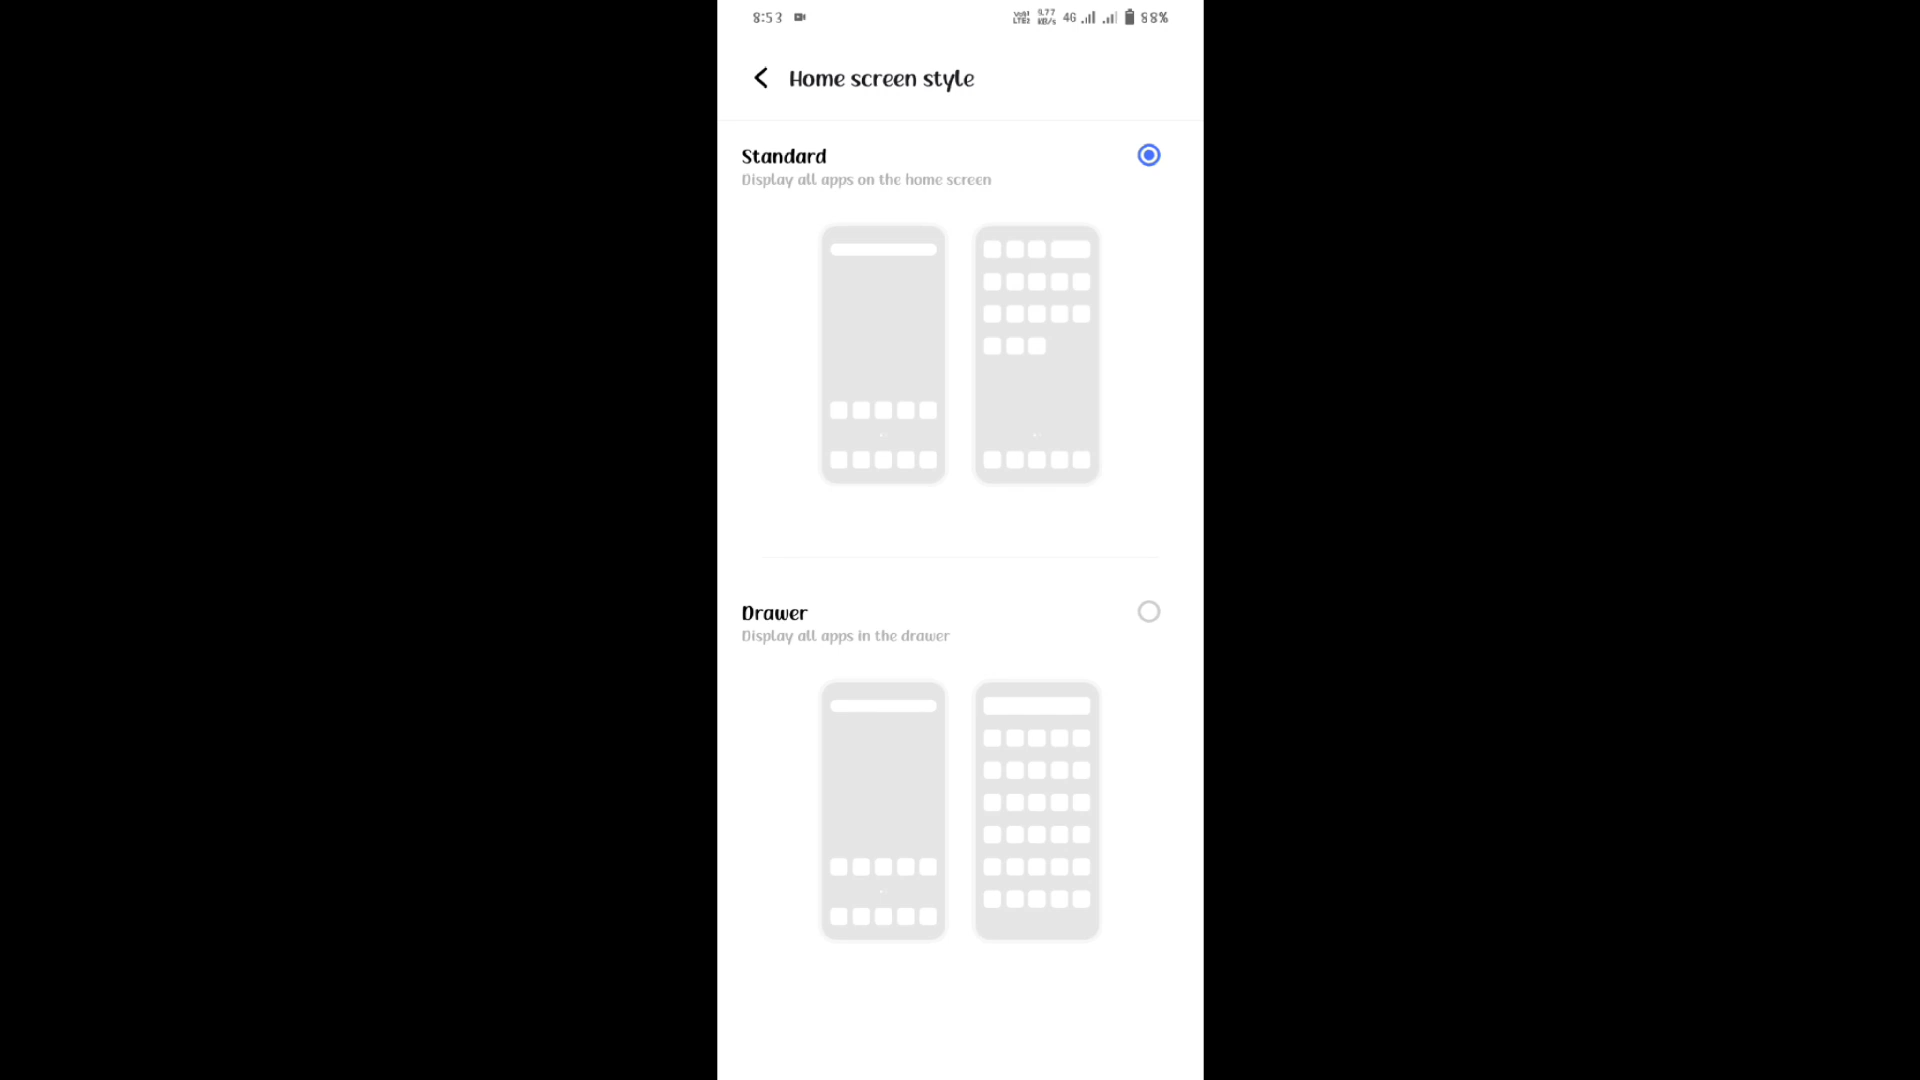 8:53
4G 88%
Home screen style
Standard
Display all apps on the home screen
Drawer
Display all apps in the drawer